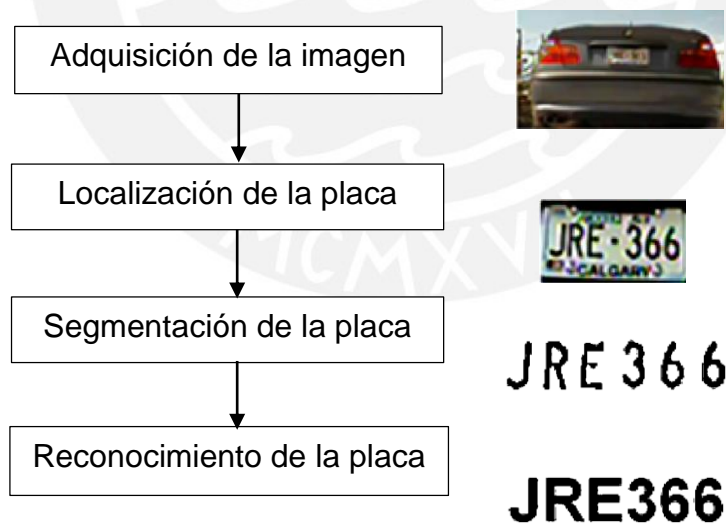 Adquisición de la imagen
Localización de la placa
JRE·366
CALGARY
Segmentación de la placa
JRE366
Reconocimiento de la placa
JRE366
MCMXVII